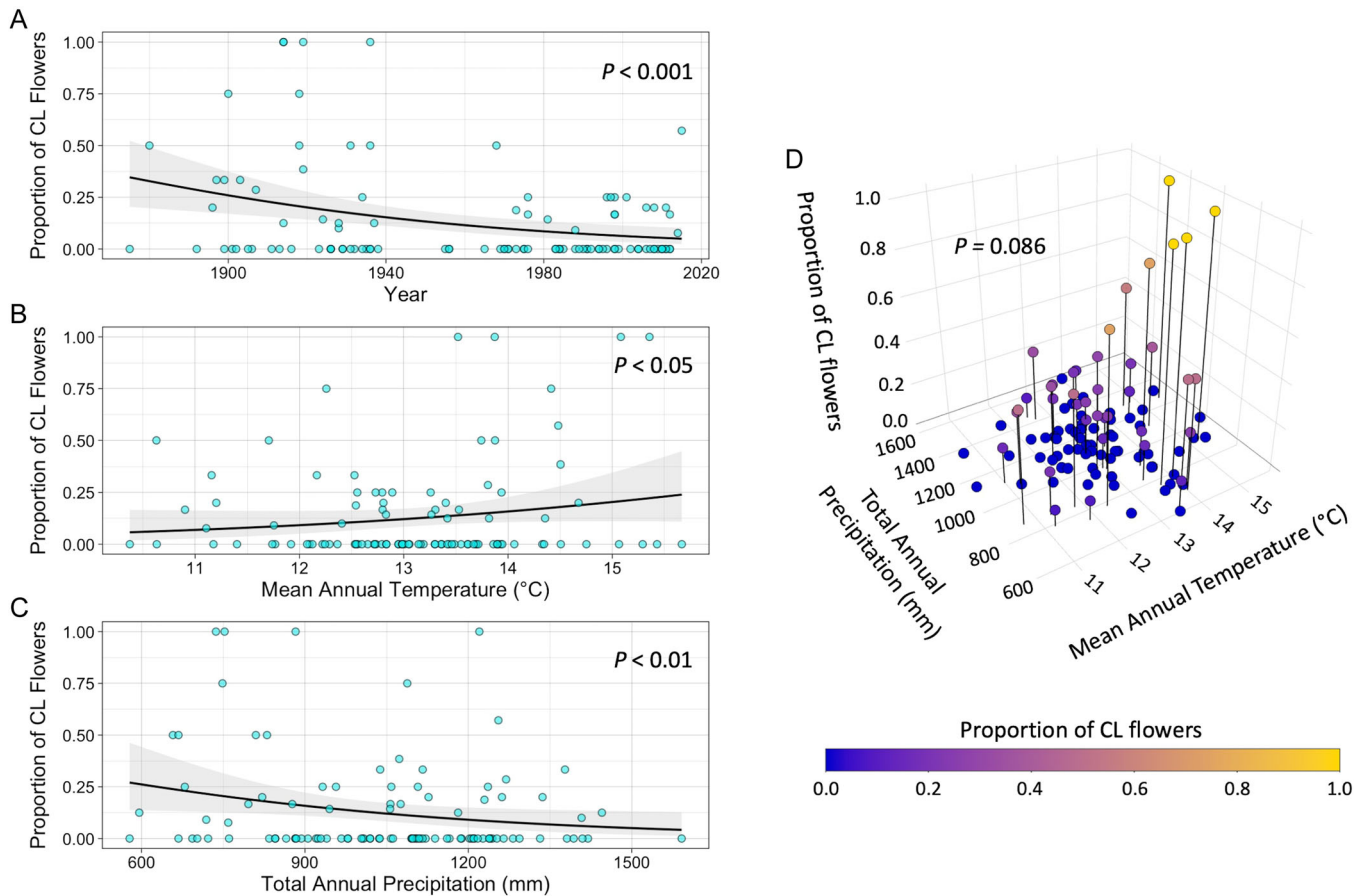 A
Proportion of CL Flowers
1.00
0.75
0.50
0.25
0.00
P < 0.001
1900
1940
1980
2020
Year
B
Proportion of CL Flowers
1.00
0.75
0.50
0.25
0.00
P < 0.05
11
12
13
14
15
Mean Annual Temperature (°C)
C
Proportion of CL Flowers
1.00
0.75
0.50
0.25
0.00
P < 0.01
600
900
1200
1500
Total Annual Precipitation (mm)
D
Proportion of CL flowers
1.0
0.8
0.6
0.4
0.2
0.0
P = 0.086
1600
1400
1200
1000
800
600
Total Annual
Precipitation (mm)
11
12
13
14
15
Mean Annual Temperature (°C)
Proportion of CL flowers
0.0
0.2
0.4
0.6
0.8
1.0